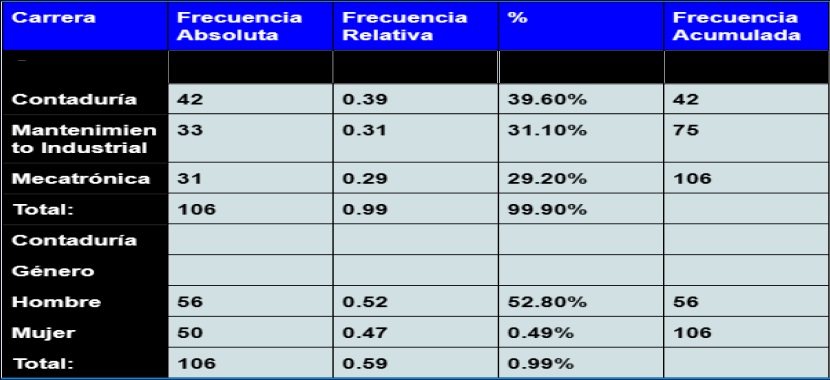 Carrera Frecuencia Absoluta Frecuencia Relativa % Frecuencia Acumulada
Contaduría 42 0.39 39.60% 42
Mantenimien to Industrial 33 0.31 31.10% 75
Mecatrónica 31 0.29 29.20% 106
Total: 106 0.99 99.90%
Contaduría
Género
Hombre 56 0.52 52.80% 56
Mujer 50 0.47 0.49% 106
Total: 106 0.59 0.99%